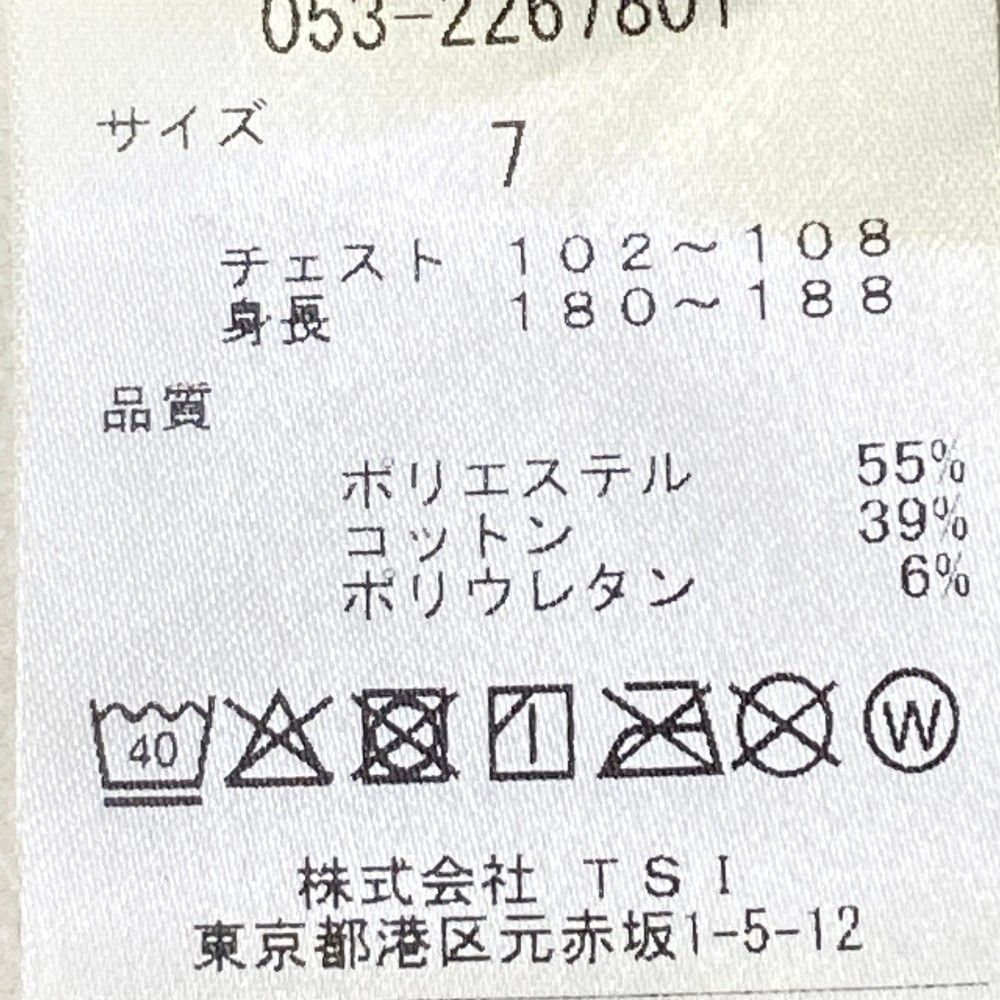 053-2267801
サイズ 7
チェスト 102～108
身長 180～188
品質
ポリエステル 55%
コットン 39%
ポリウレタン 6%
40 W
株式会社 TSI
東京都港区元赤坂1-5-12